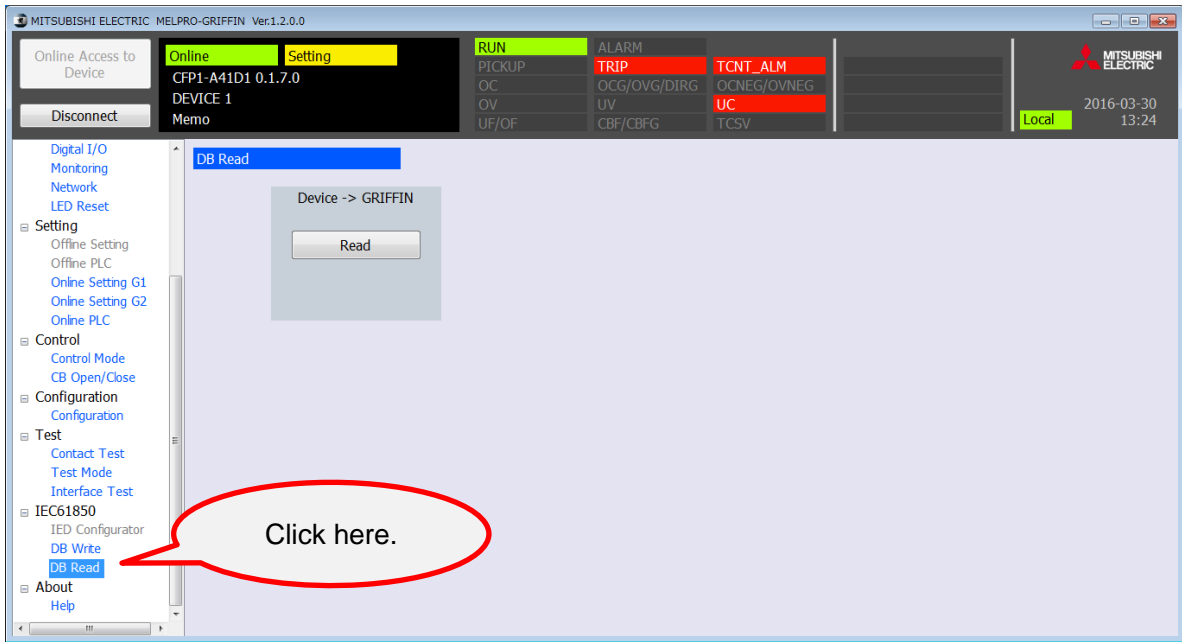 MITSUBISHI ELECTRIC MELPRO-GRIFFIN Ver.1.2.0.0
Online Access to
Device
Disconnect
Online Setting
CFP1-A41D1 0.1.7.0
DEVICE 1
Memo
RUN ALARM
PICKUP TRIP TCNT_ALM
OC OCG/OVG/DIRG OCNEG/OVNEG
OV UV UC
UF/OF CBF/CBFG TCSV
MITSUBISHI
ELECTRIC
2016-03-30
Local 13:24
Digital I/O
Monitoring
Network
LED Reset
Setting
Offline Setting
Offline PLC
Online Setting G1
Online Setting G2
Online PLC
Control
Control Mode
CB Open/Close
Configuration
Configuration
Test
Contact Test
Test Mode
Interface Test
IEC61850
IED Configurator
DB Write
DB Read
About
Help
DB Read
Device -> GRIFFIN
Read
Click here.